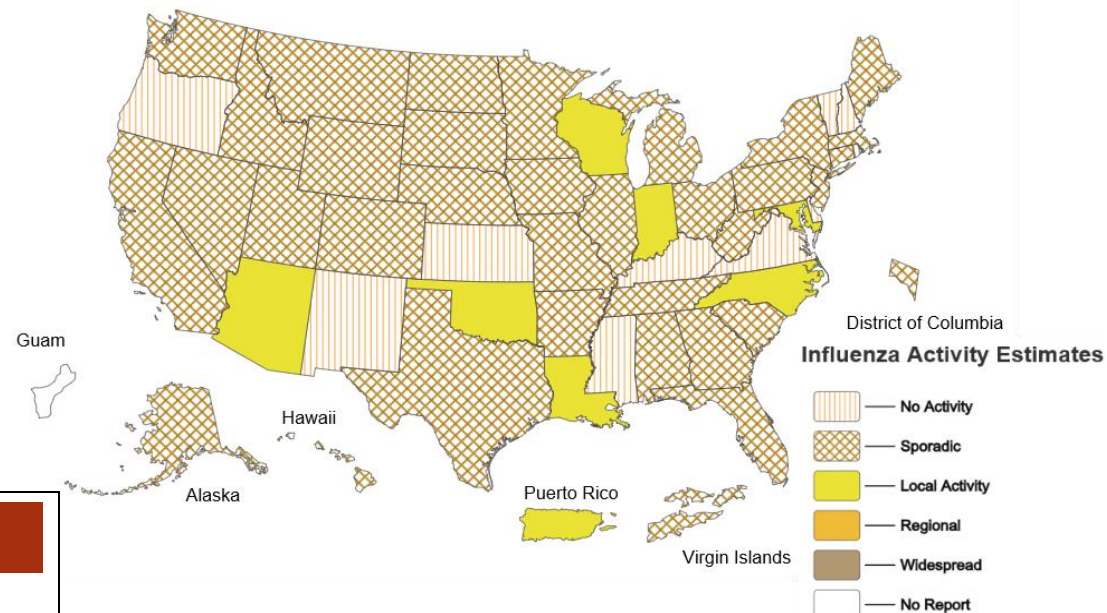 Guam
Alaska
Hawaii
Puerto Rico
Virgin Islands
District of Columbia
Influenza Activity Estimates
No Activity
Sporadic
Local Activity
Regional
Widespread
No Report